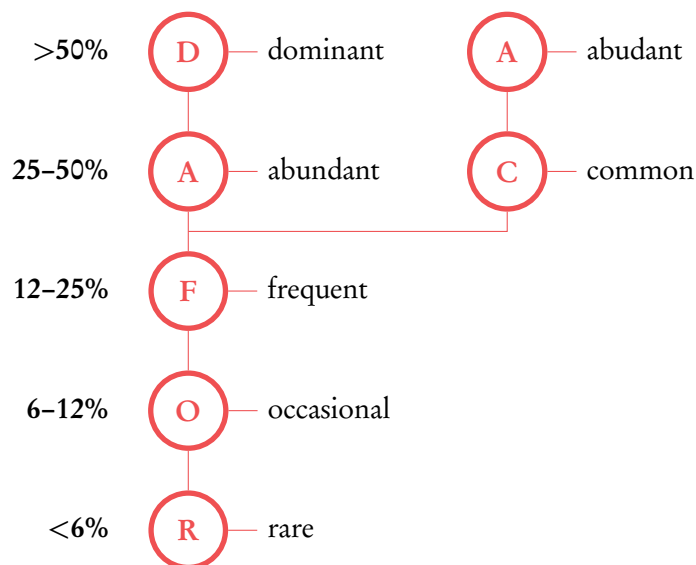 >50% D dominant A abudant
25–50% A abundant C common
12–25% F frequent
6–12% O occasional
<6% R rare